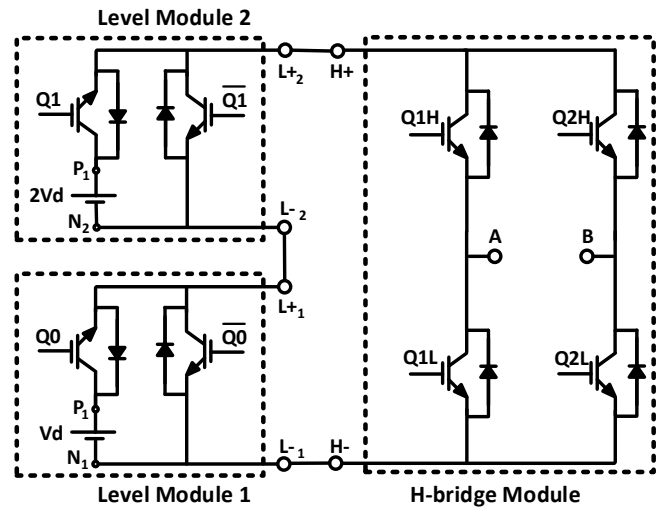 Level Module 2
L+₂
H+
Q1
Q1̅
P₁
2Vd
N₂
L-₂
Q1H
Q2H
A
B
L+₁
Q0
Q0̅
P₁
Vd
N₁
L-₁
H-
Q1L
Q2L
Level Module 1
H-bridge Module